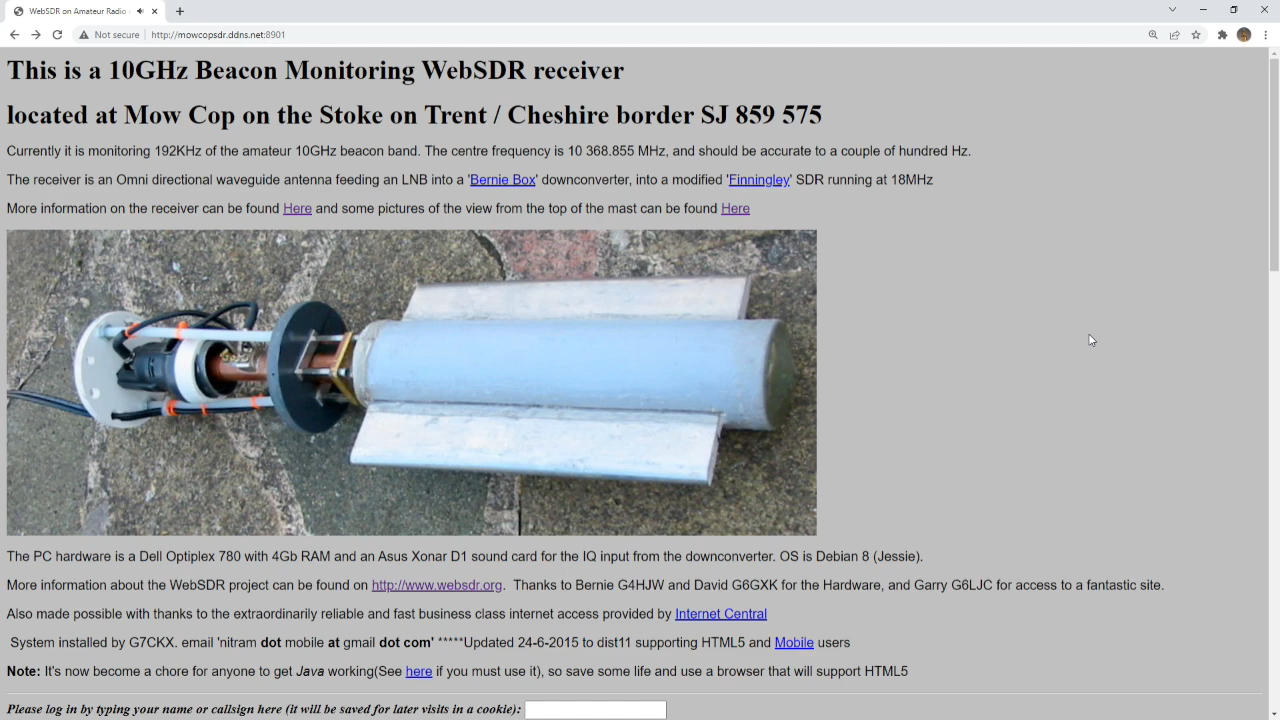 WebSDR on Amateur Radio
Not secure | http://mowcopsdr.ddns.net:8901
This is a 10GHz Beacon Monitoring WebSDR receiver
located at Mow Cop on the Stoke on Trent / Cheshire border SJ 859 575
Currently it is monitoring 192KHz of the amateur 10GHz beacon band. The centre frequency is 10 368.855 MHz, and should be accurate to a couple of hundred Hz.
The receiver is an Omni directional waveguide antenna feeding an LNB into a 'Bernie Box' downconverter, into a modified 'Finningley' SDR running at 18MHz
More information on the receiver can be found Here and some pictures of the view from the top of the mast can be found Here
The PC hardware is a Dell Optiplex 780 with 4Gb RAM and an Asus Xonar D1 sound card for the IQ input from the downconverter. OS is Debian 8 (Jessie).
More information about the WebSDR project can be found on http://www.websdr.org.  Thanks to Bernie G4HJW and David G6GXK for the Hardware, and Garry G6LJC for access to a fantastic site.
Also made possible with thanks to the extraordinarily reliable and fast business class internet access provided by Internet Central
System installed by G7CKX. email 'nitram dot mobile at gmail dot com' *****Updated 24-6-2015 to dist11 supporting HTML5 and Mobile users
Note: It's now become a chore for anyone to get Java working(See here if you must use it), so save some life and use a browser that will support HTML5
Please log in by typing your name or callsign here (it will be saved for later visits in a cookie):